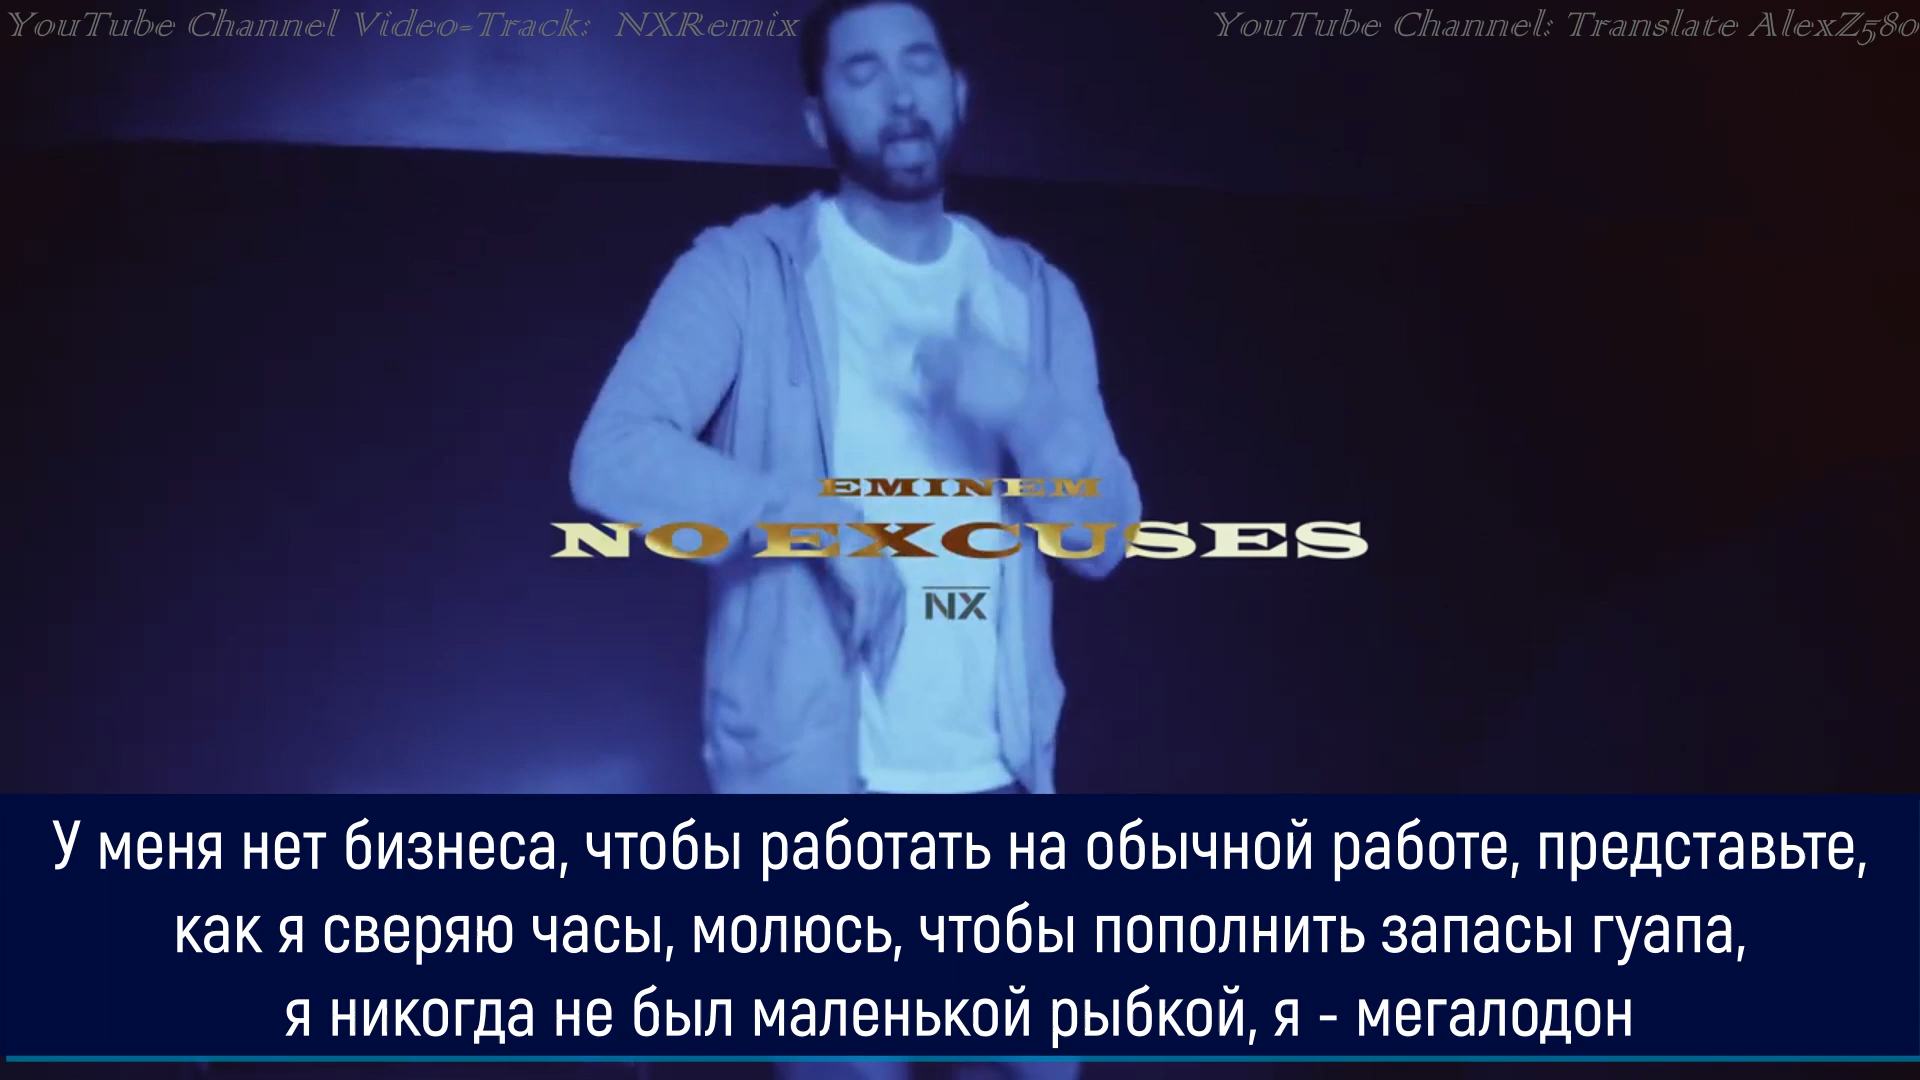 YouTube Channel Video-Track: NXRemix
YouTube Channel: Translate AlexZ580
EMINEM
NO EXCUSES
NX
У меня нет бизнеса, чтобы работать на обычной работе, представьте,
как я сверяю часы, молюсь, чтобы пополнить запасы гуапа,
я никогда не был маленькой рыбкой, я - мегалодон